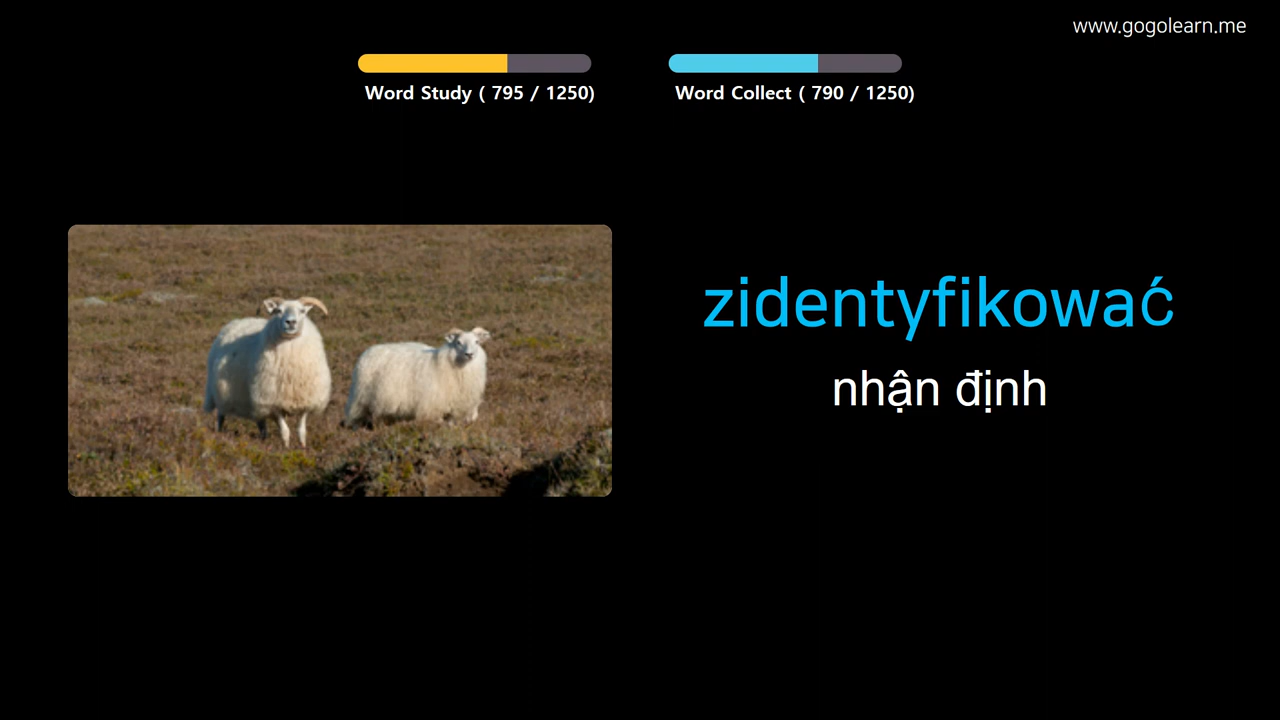 www.gogolearn.me
Word Study ( 795 / 1250)
Word Collect ( 790 / 1250)
zidentyfikować
nhận định